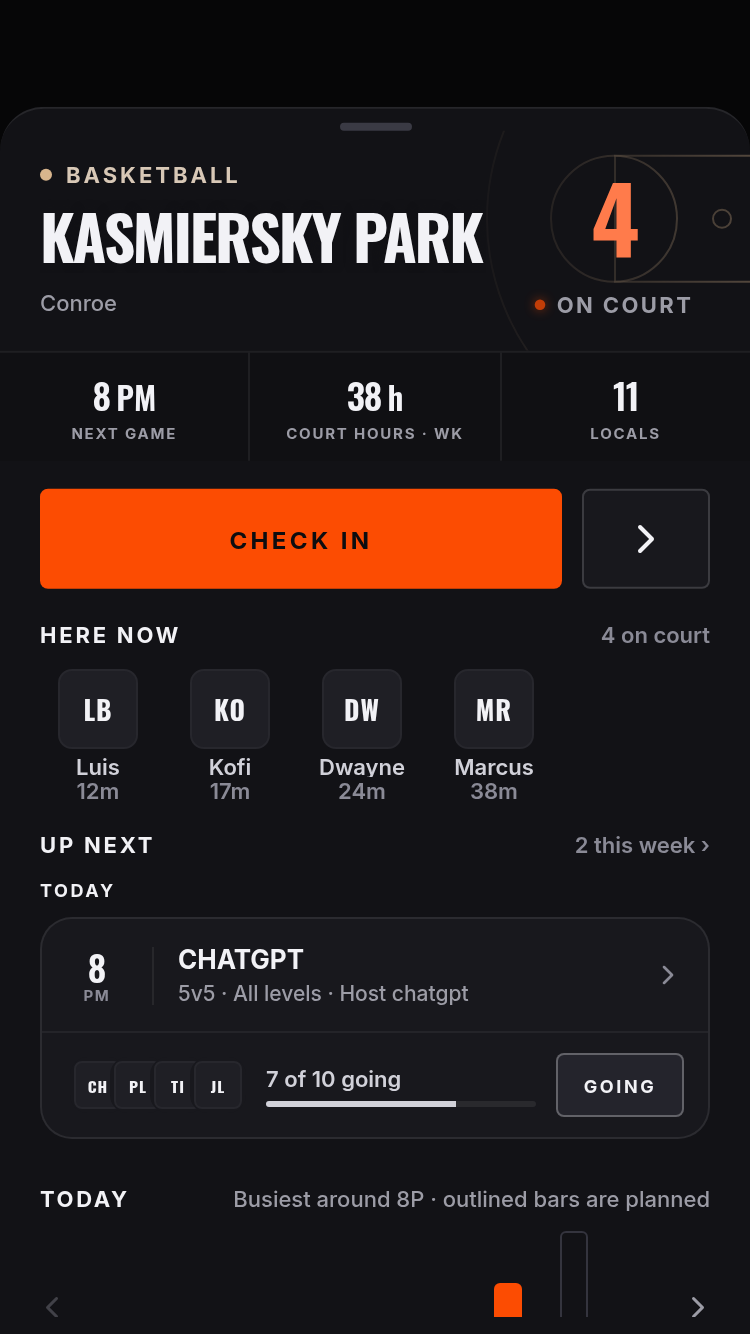 BASKETBALL
KASMIERSKY PARK
Conroe
4
ON COURT
8 PM
NEXT GAME
38 h
COURT HOURS · WK
11
LOCALS
CHECK IN
HERE NOW
4 on court
LB
KO
DW
MR
Luis
Kofi
Dwayne
Marcus
12m
17m
24m
38m
UP NEXT
2 this week ›
TODAY
8
PM
CHATGPT
5v5 · All levels · Host chatgpt
CH
PL
TI
JL
7 of 10 going
GOING
TODAY
Busiest around 8P · outlined bars are planned